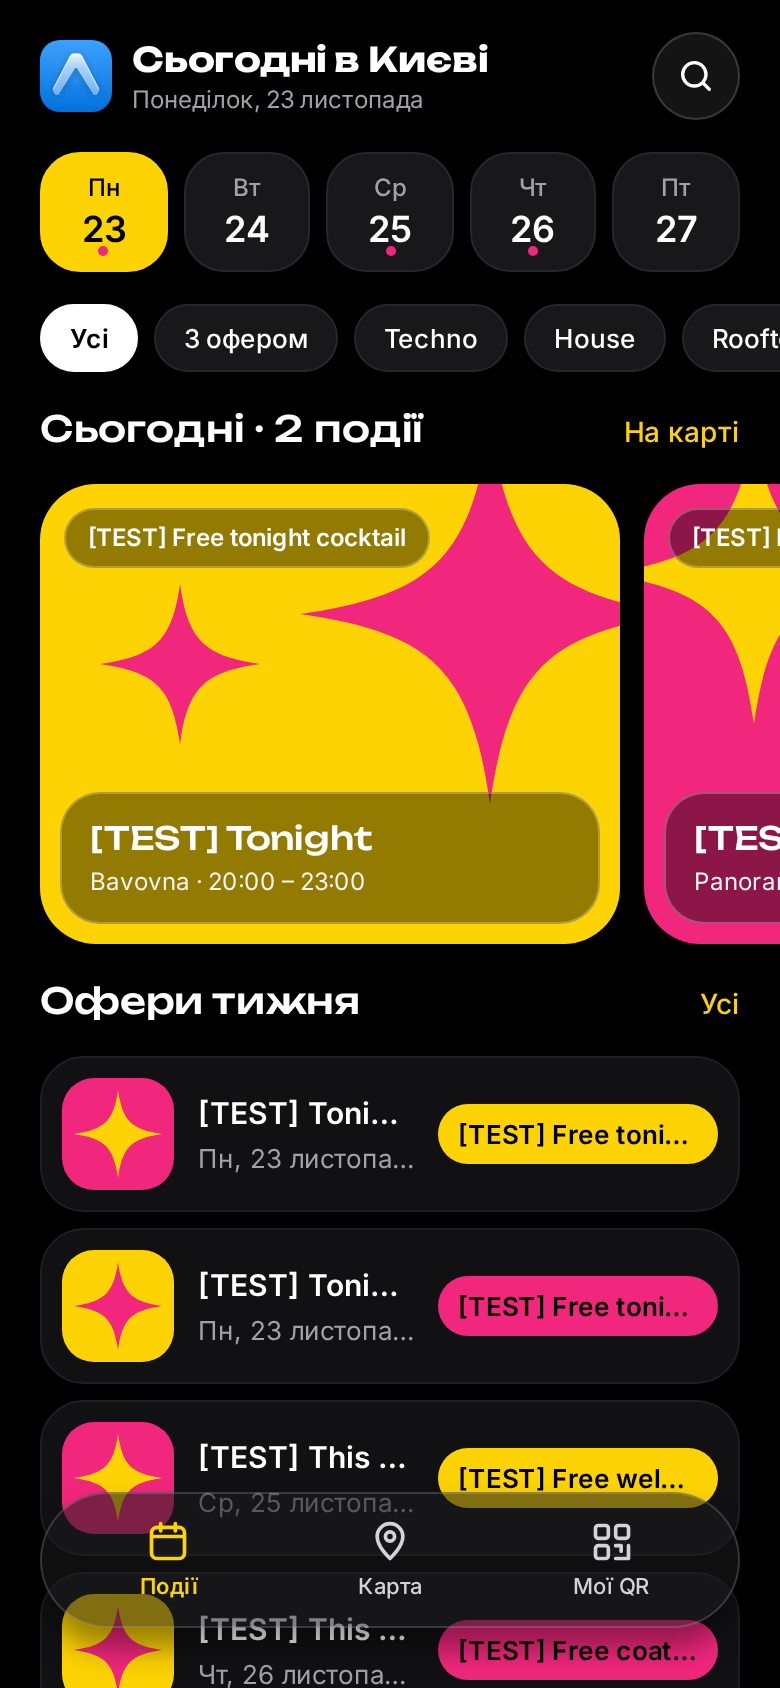 Сьогодні в Києві
Понеділок, 23 листопада
Пн
23
Вт
24
Ср
25
Чт
26
Пт
27
Усі
З офером
Techno
House
Сьогодні · 2 події
На карті
[TEST] Free tonight cocktail
[TEST]
[TEST] Tonight
Bavovna · 20:00 – 23:00
Офери тижня
Усі
[TEST] Toni...
Пн, 23 листопа...
[TEST] Free toni...
[TEST] Toni...
Пн, 23 листопа...
[TEST] Free toni...
[TEST] This ...
Ср, 25 листопа...
[TEST] Free wel...
Події
Карта
Мої QR
[TEST] This ...
Чт, 26 листопа...
[TEST] Free coat...